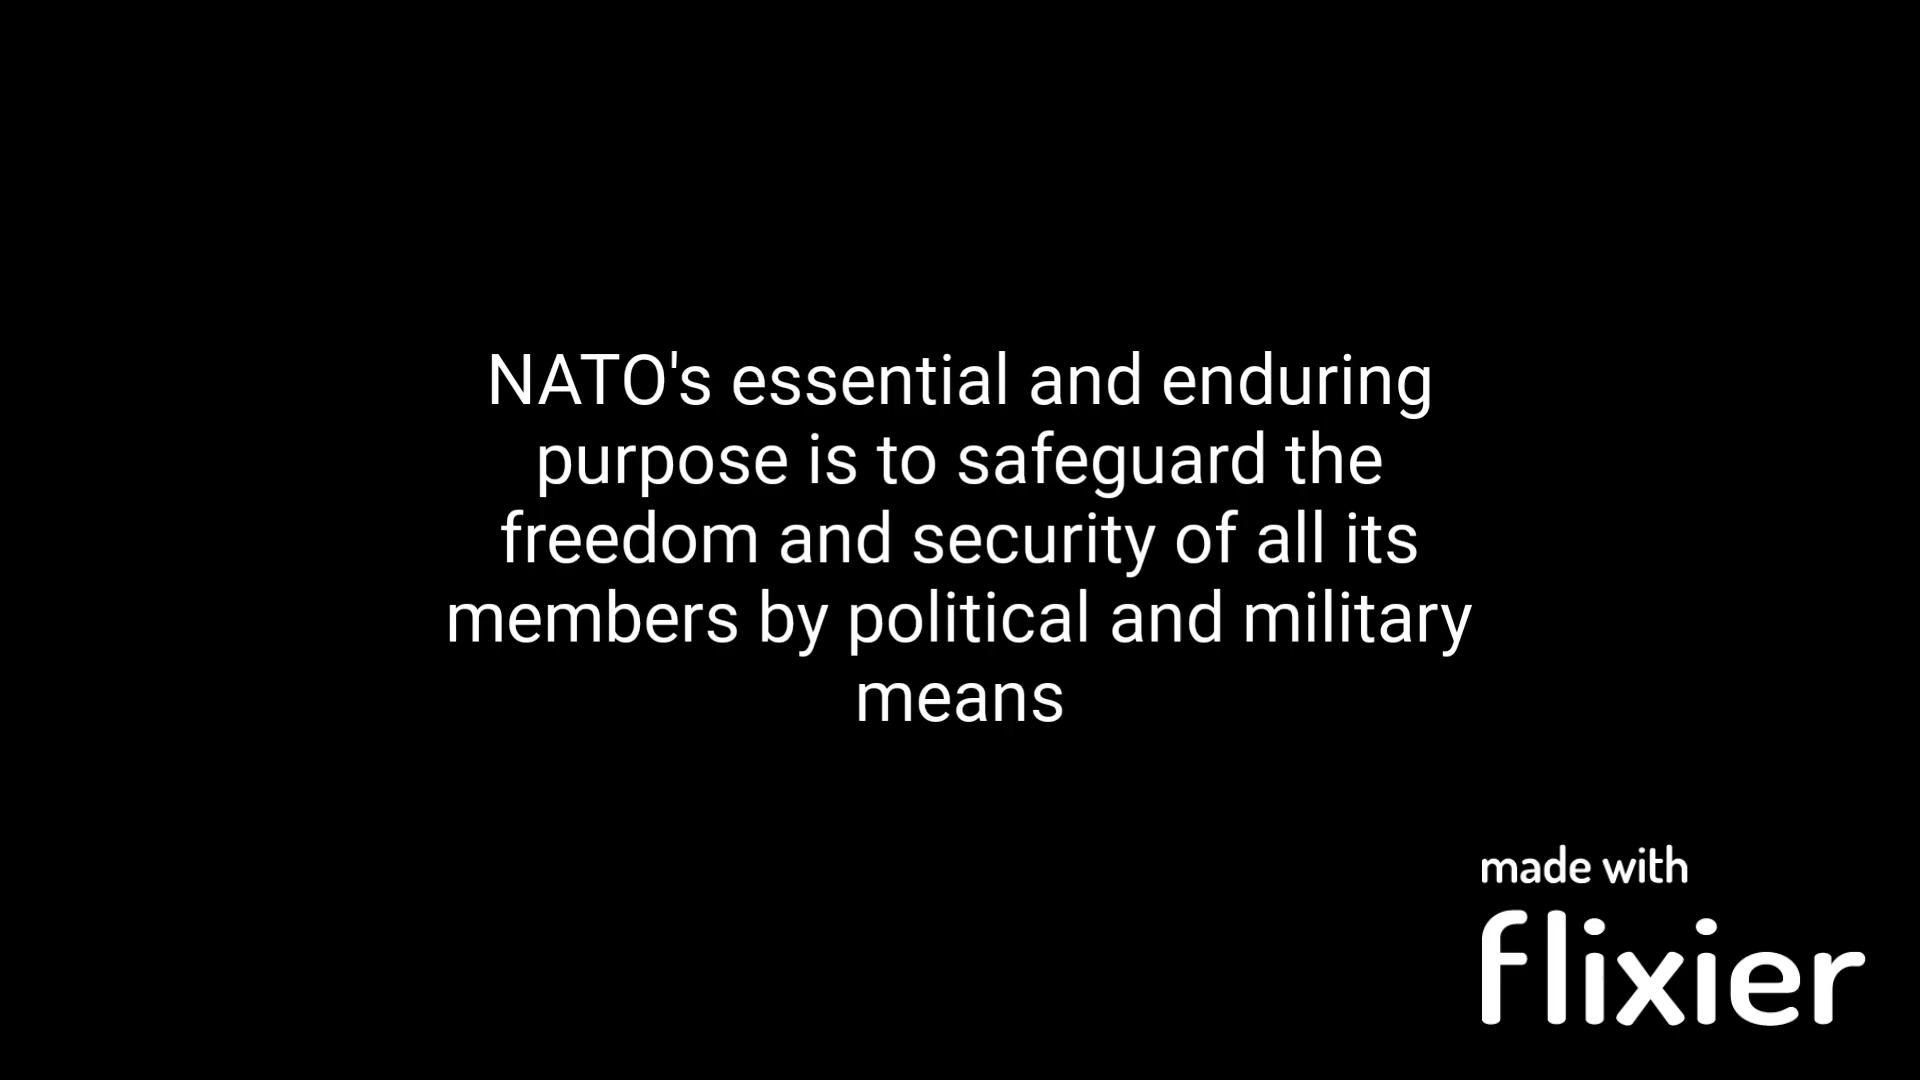 NATO's essential and enduring
purpose is to safeguard the
freedom and security of all its
members by political and military
means
made with
flixier